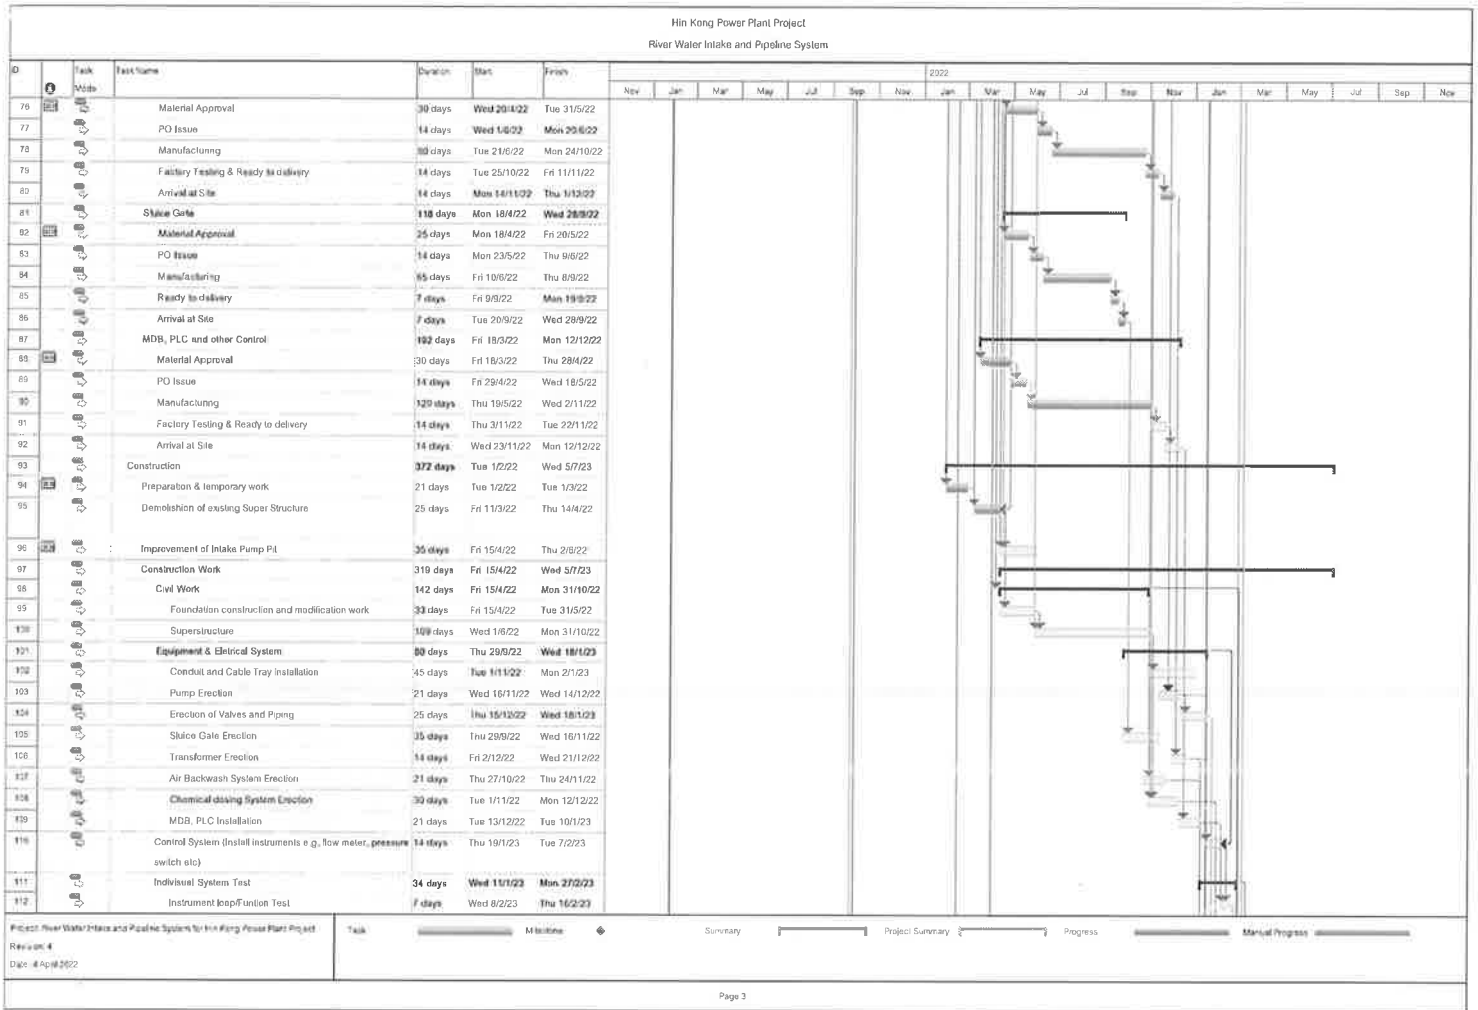 Hin Kong Power Plant Project
River Water Intake and Pipeline System
ID Task Mode Task Name Duration Start Finish
2022
Nov Jan Mar May Jul Sep Nov Jan Mar May Jul Sep Nov Jan Mar May Jul Sep Nov
76 Material Approval 30 days Wed 20/4/22 Tue 31/5/22
77 PO Issue 14 days Wed 1/6/22 Mon 20/6/22
78 Manufacturing 90 days Tue 21/6/22 Mon 24/10/22
79 Factory Testing & Ready to delivery 14 days Tue 25/10/22 Fri 11/11/22
80 Arrival at Site 14 days Mon 14/11/22 Thu 1/12/22
81 Sluice Gate 118 days Mon 18/4/22 Wed 28/9/22
82 Material Approval 25 days Mon 18/4/22 Fri 20/5/22
83 PO Issue 14 days Mon 23/5/22 Thu 9/6/22
84 Manufacturing 65 days Fri 10/6/22 Thu 8/9/22
85 Ready to delivery 7 days Fri 9/9/22 Mon 19/9/22
86 Arrival at Site 7 days Tue 20/9/22 Wed 28/9/22
87 MDB, PLC and other Control 192 days Fri 18/3/22 Mon 12/12/22
88 Material Approval 30 days Fri 18/3/22 Thu 28/4/22
89 PO Issue 14 days Fri 29/4/22 Wed 18/5/22
90 Manufacturing 120 days Thu 19/5/22 Wed 2/11/22
91 Factory Testing & Ready to delivery 14 days Thu 3/11/22 Tue 22/11/22
92 Arrival at Site 14 days Wed 23/11/22 Mon 12/12/22
93 Construction 372 days Tue 1/2/22 Wed 5/7/23
94 Preparation & temporary work 21 days Tue 1/2/22 Tue 1/3/22
95 Demolishion of existing Super Structure 25 days Fri 11/3/22 Thu 14/4/22
96 Improvement of Intake Pump Pit 35 days Fri 15/4/22 Thu 2/6/22
97 Construction Work 319 days Fri 15/4/22 Wed 5/7/23
98 Civil Work 142 days Fri 15/4/22 Mon 31/10/22
99 Foundation construction and modification work 33 days Fri 15/4/22 Tue 31/5/22
100 Superstructure 109 days Wed 1/6/22 Mon 31/10/22
101 Equipment & Eletrical System 80 days Thu 29/9/22 Wed 18/1/23
102 Conduit and Cable Tray Installation 45 days Tue 1/11/22 Mon 2/1/23
103 Pump Erection 21 days Wed 16/11/22 Wed 14/12/22
104 Erection of Valves and Piping 25 days Thu 15/12/22 Wed 18/1/23
105 Sluice Gate Erection 35 days Thu 29/9/22 Wed 16/11/22
106 Transformer Erection 14 days Fri 2/12/22 Wed 21/12/22
107 Air Backwash System Erection 21 days Thu 27/10/22 Thu 24/11/22
108 Chemical dosing System Erection 30 days Tue 1/11/22 Mon 12/12/22
109 MDB, PLC Installation 21 days Tue 13/12/22 Tue 10/1/23
110 Control System (Install instruments e.g, flow meter, pressure 14 days Thu 19/1/23 Tue 7/2/23
switch etc)
111 Indivisual System Test 34 days Wed 11/1/23 Mon 27/2/23
112 Instrument loop/Funtion Test 7 days Wed 8/2/23 Thu 16/2/23
Project: River Water Intake and Pipeline System for Hin Kong Power Plant Project
Revision: 4
Date: 4 April 2022
Task Milestone Summary Project Summary Progress Manual Progress
Page 3